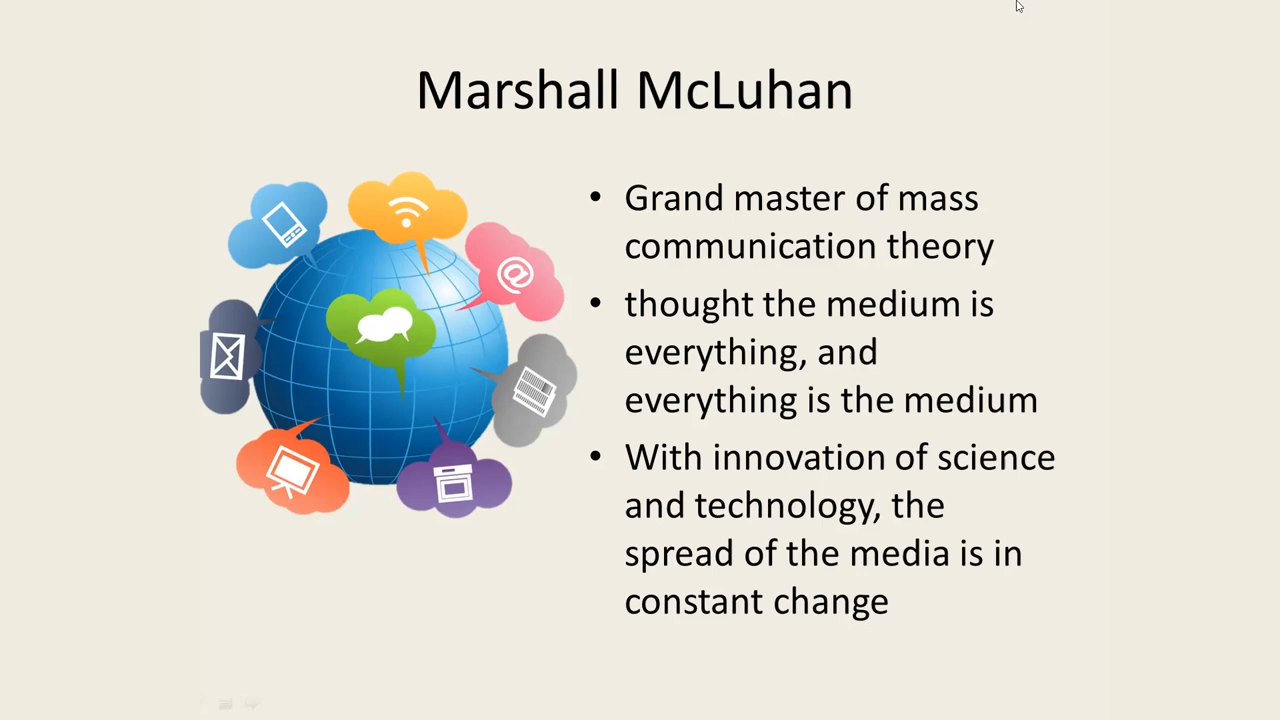 Marshall McLuhan
• Grand master of mass
communication theory
• thought the medium is
everything, and
everything is the medium
• With innovation of science
and technology, the
spread of the media is in
constant change
@